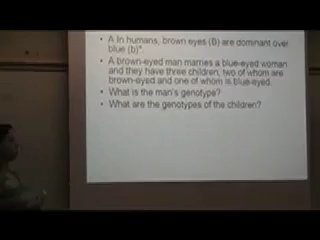 • A In humans, brown eyes (B) are dominant over
blue (b)*.
• A brown-eyed man marries a blue-eyed woman
and they have three children, two of whom are
brown-eyed and one of whom is blue-eyed.
• What is the man's genotype?
• What are the genotypes of the children?